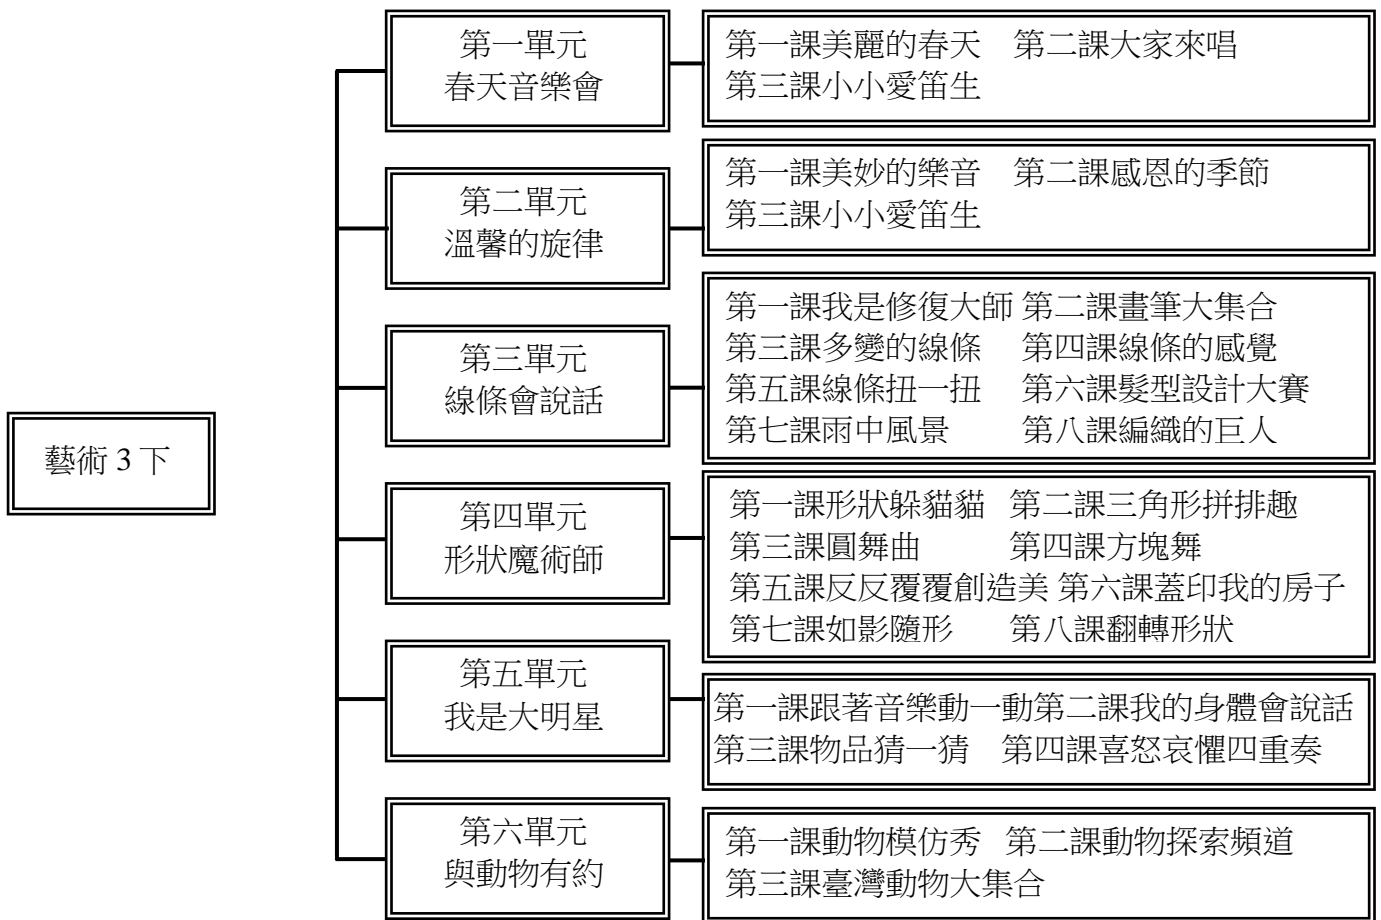 藝術 3 下
第一單元
春天音樂會
第一課美麗的春天　第二課大家來唱
第三課小小愛笛生
第二單元
溫馨的旋律
第一課美妙的樂音　第二課感恩的季節
第三課小小愛笛生
第三單元
線條會說話
第一課我是修復大師 第二課畫筆大集合
第三課多變的線條　第四課線條的感覺
第五課線條扭一扭　第六課髮型設計大賽
第七課雨中風景　第八課編織的巨人
第四單元
形狀魔術師
第一課形狀躲貓貓　第二課三角形拼排趣
第三課圓舞曲　第四課方塊舞
第五課反反覆覆創造美 第六課蓋印我的房子
第七課如影隨形　第八課翻轉形狀
第五單元
我是大明星
第一課跟著音樂動一動第二課我的身體會說話
第三課物品猜一猜　第四課喜怒哀懼四重奏
第六單元
與動物有約
第一課動物模仿秀　第二課動物探索頻道
第三課臺灣動物大集合